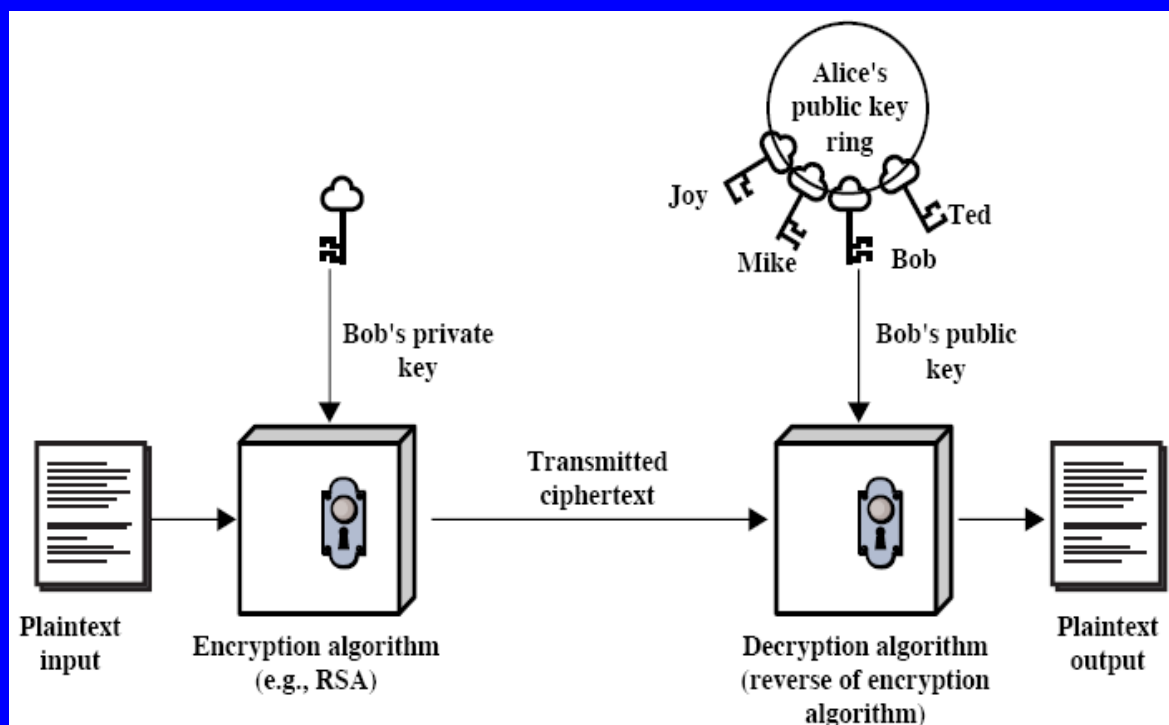 Alice's
public key
ring
Joy
Mike
Bob
Ted
Bob's private
key
Bob's public
key
Transmitted
ciphertext
Plaintext
input
Encryption algorithm
(e.g., RSA)
Decryption algorithm
(reverse of encryption
algorithm)
Plaintext
output